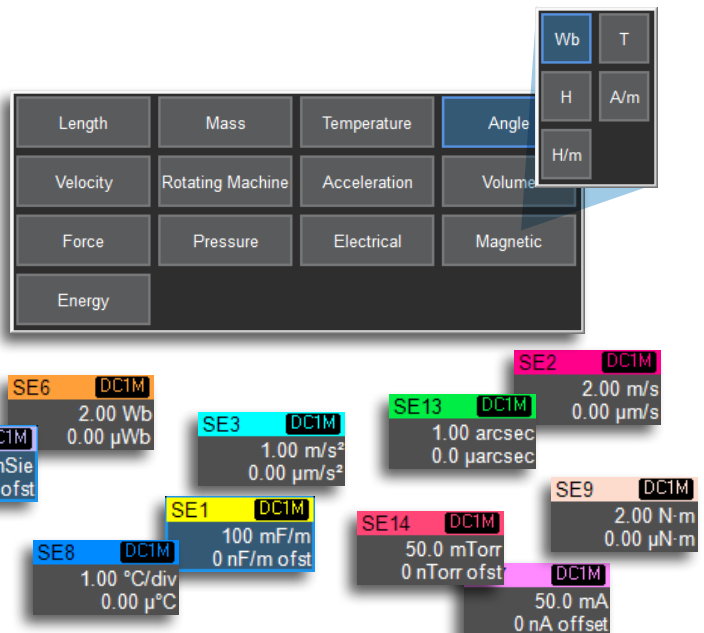 Wb T
H A/m
H/m
Length Mass Temperature Angle
Velocity Rotating Machine Acceleration Volume
Force Pressure Electrical Magnetic
Energy
SE2 DC1M
2.00 m/s
0.00 µm/s
SE6 DC1M
2.00 Wb
0.00 µWb
SE13 DC1M
1.00 arcsec
0.0 µarcsec
SE3 DC1M
1.00 m/s²
0.00 µm/s²
ofst
SE9 DC1M
2.00 N·m
0.00 µN·m
SE1 DC1M
100 mF/m
0 nF/m ofst
SE14 DC1M
50.0 mTorr
0 nTorr ofst
SE8 DC1M
1.00 °C/div
0.00 µ°C
DC1M
50.0 mA
0 nA offset